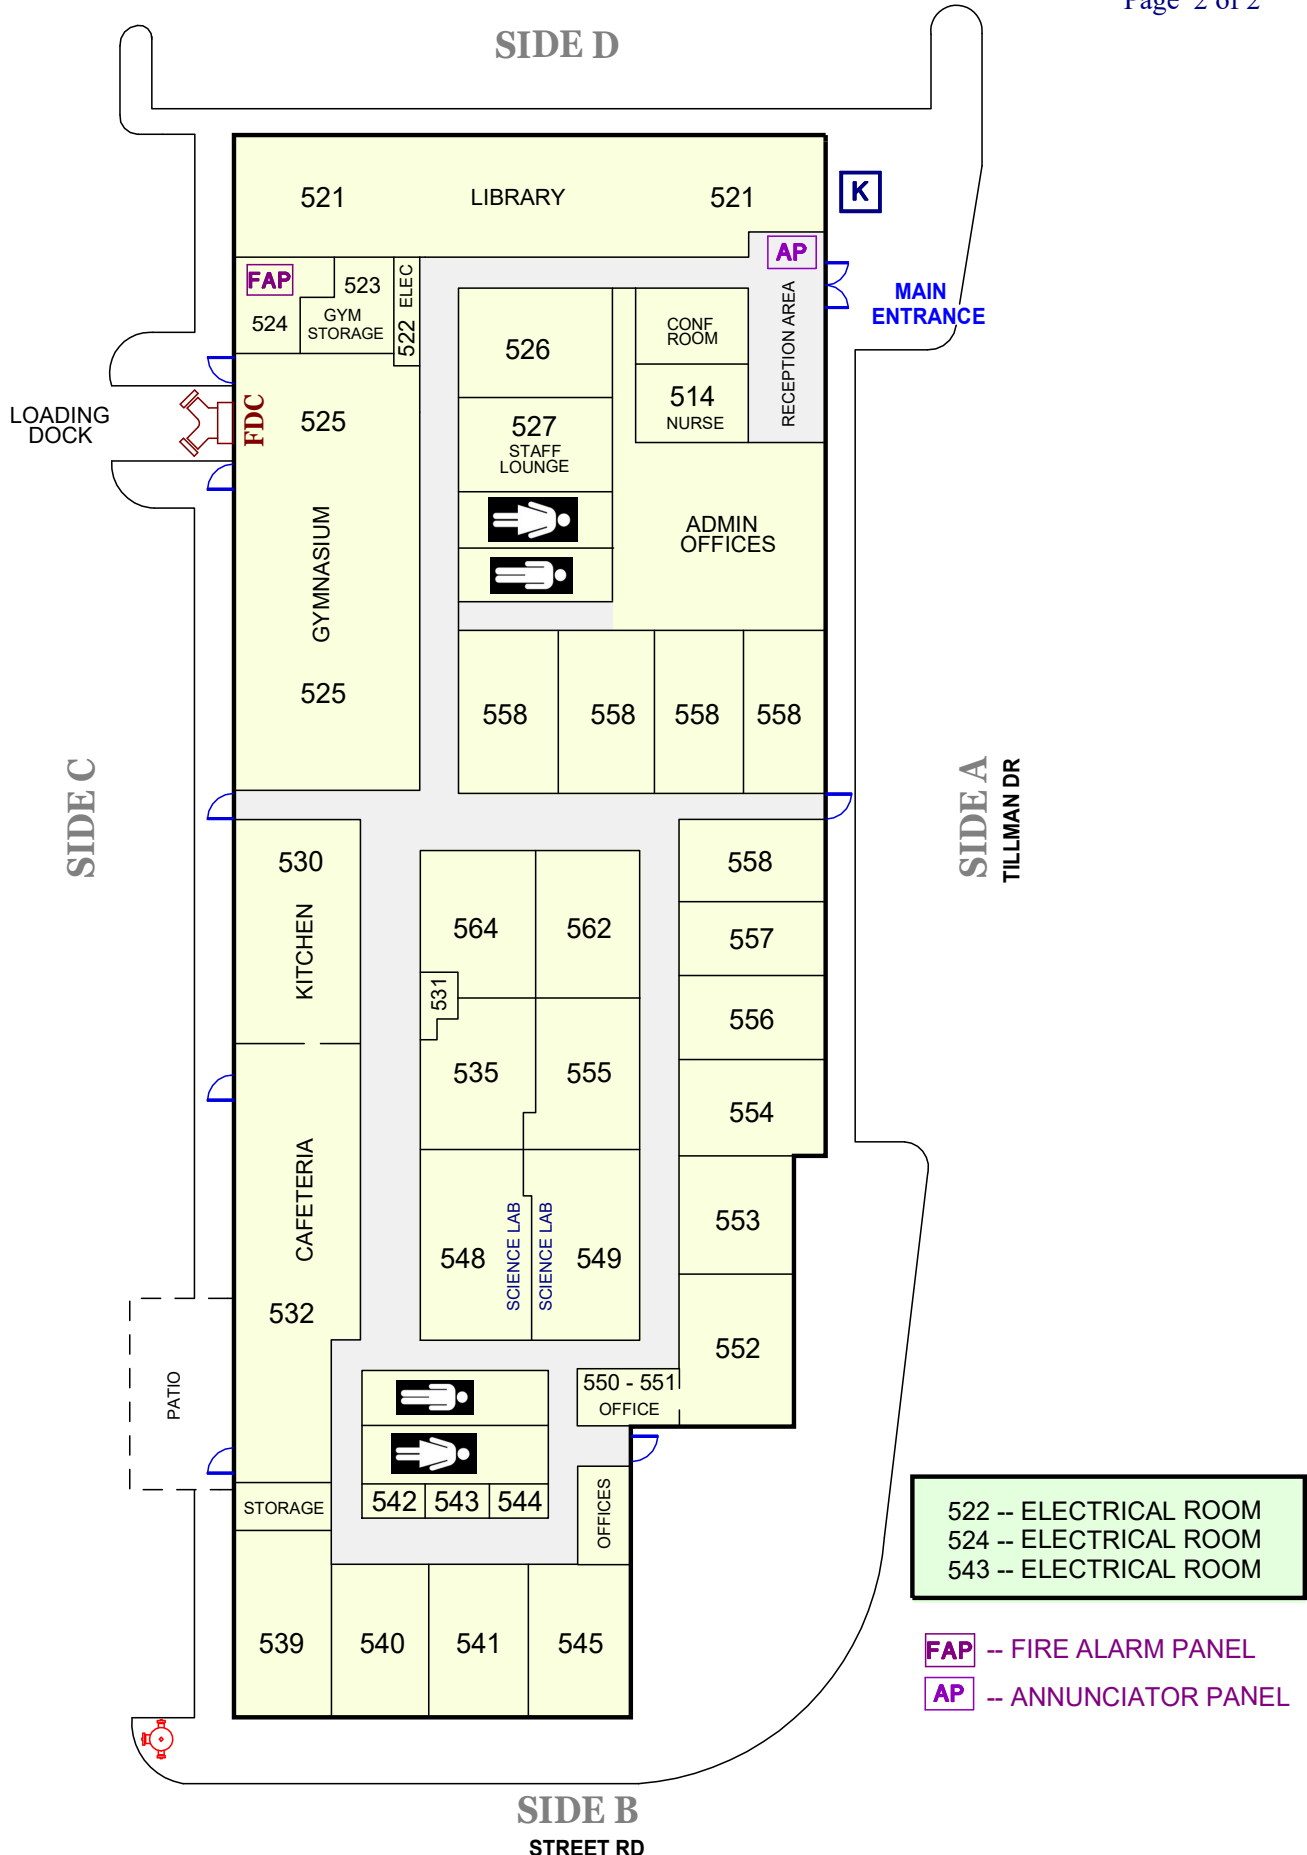 Page 2 of 2
SIDE D
521
LIBRARY
521
K
FAP
AP
523
GYM
STORAGE
524
522 ELEC
MAIN
ENTRANCE
RECEPTION AREA
CONF
ROOM
526
514
NURSE
527
STAFF
LOUNGE
LOADING
DOCK
FDC
525
GYMNASIUM
525
ADMIN
OFFICES
558
558
558
558
SIDE C
SIDE A
TILLMAN DR
530
KITCHEN
564
562
558
557
531
556
535
555
554
CAFETERIA
532
548
SCIENCE LAB
SCIENCE LAB
549
553
552
PATIO
550 - 551
OFFICE
STORAGE
542
543
544
OFFICES
539
540
541
545
522 -- ELECTRICAL ROOM
524 -- ELECTRICAL ROOM
543 -- ELECTRICAL ROOM
FAP -- FIRE ALARM PANEL
AP -- ANNUNCIATOR PANEL
SIDE B
STREET RD